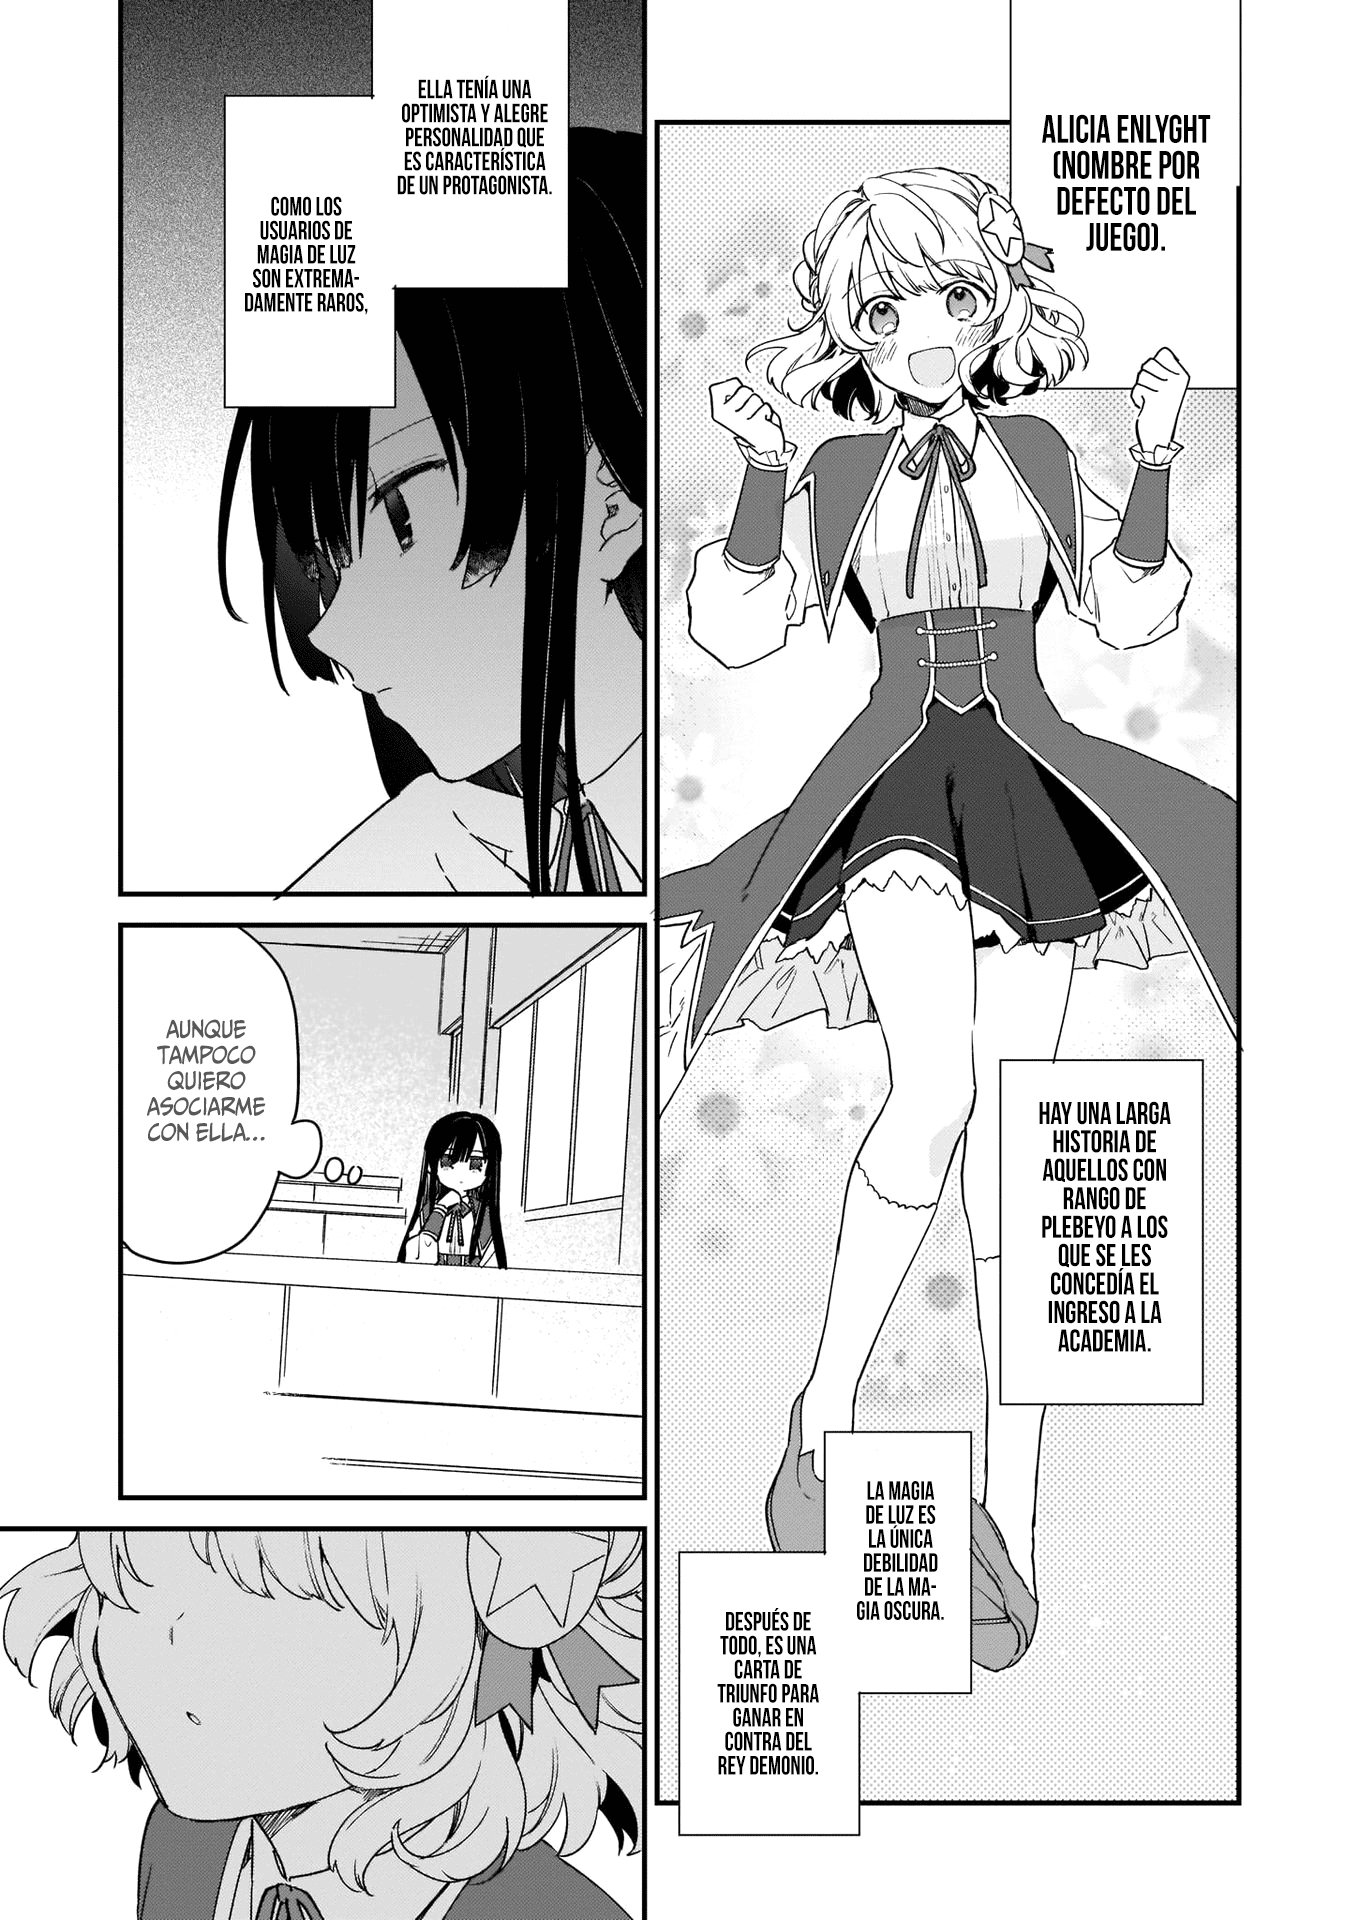 ALICIA ENLYGHT
(NOMBRE POR
DEFECTO DEL
JUEGO).
HAY UNA LARGA
HISTORIA DE
AQUELLOS CON
RANGO DE
PLEBEYO A LOS
QUE SE LES
CONCEDÍA EL
INGRESO A LA
ACADEMIA.
LA MAGIA
DE LUZ ES
LA ÚNICA
DEBILIDAD
DE LA MA-
GIA OSCURA.
DESPUÉS DE
TODO, ES UNA
CARTA DE
TRIUNFO PARA
GANAR EN
CONTRA DEL
REY DEMONIO.
ELLA TENÍA UNA
OPTIMISTA Y ALEGRE
PERSONALIDAD QUE
ES CARACTERÍSTICA
DE UN PROTAGONISTA.
COMO LOS
USUARIOS DE
MAGIA DE LUZ
SON EXTREMA-
DAMENTE RAROS,
AUNQUE
TAMPOCO
QUIERO
ASOCIARME
CON ELLA...